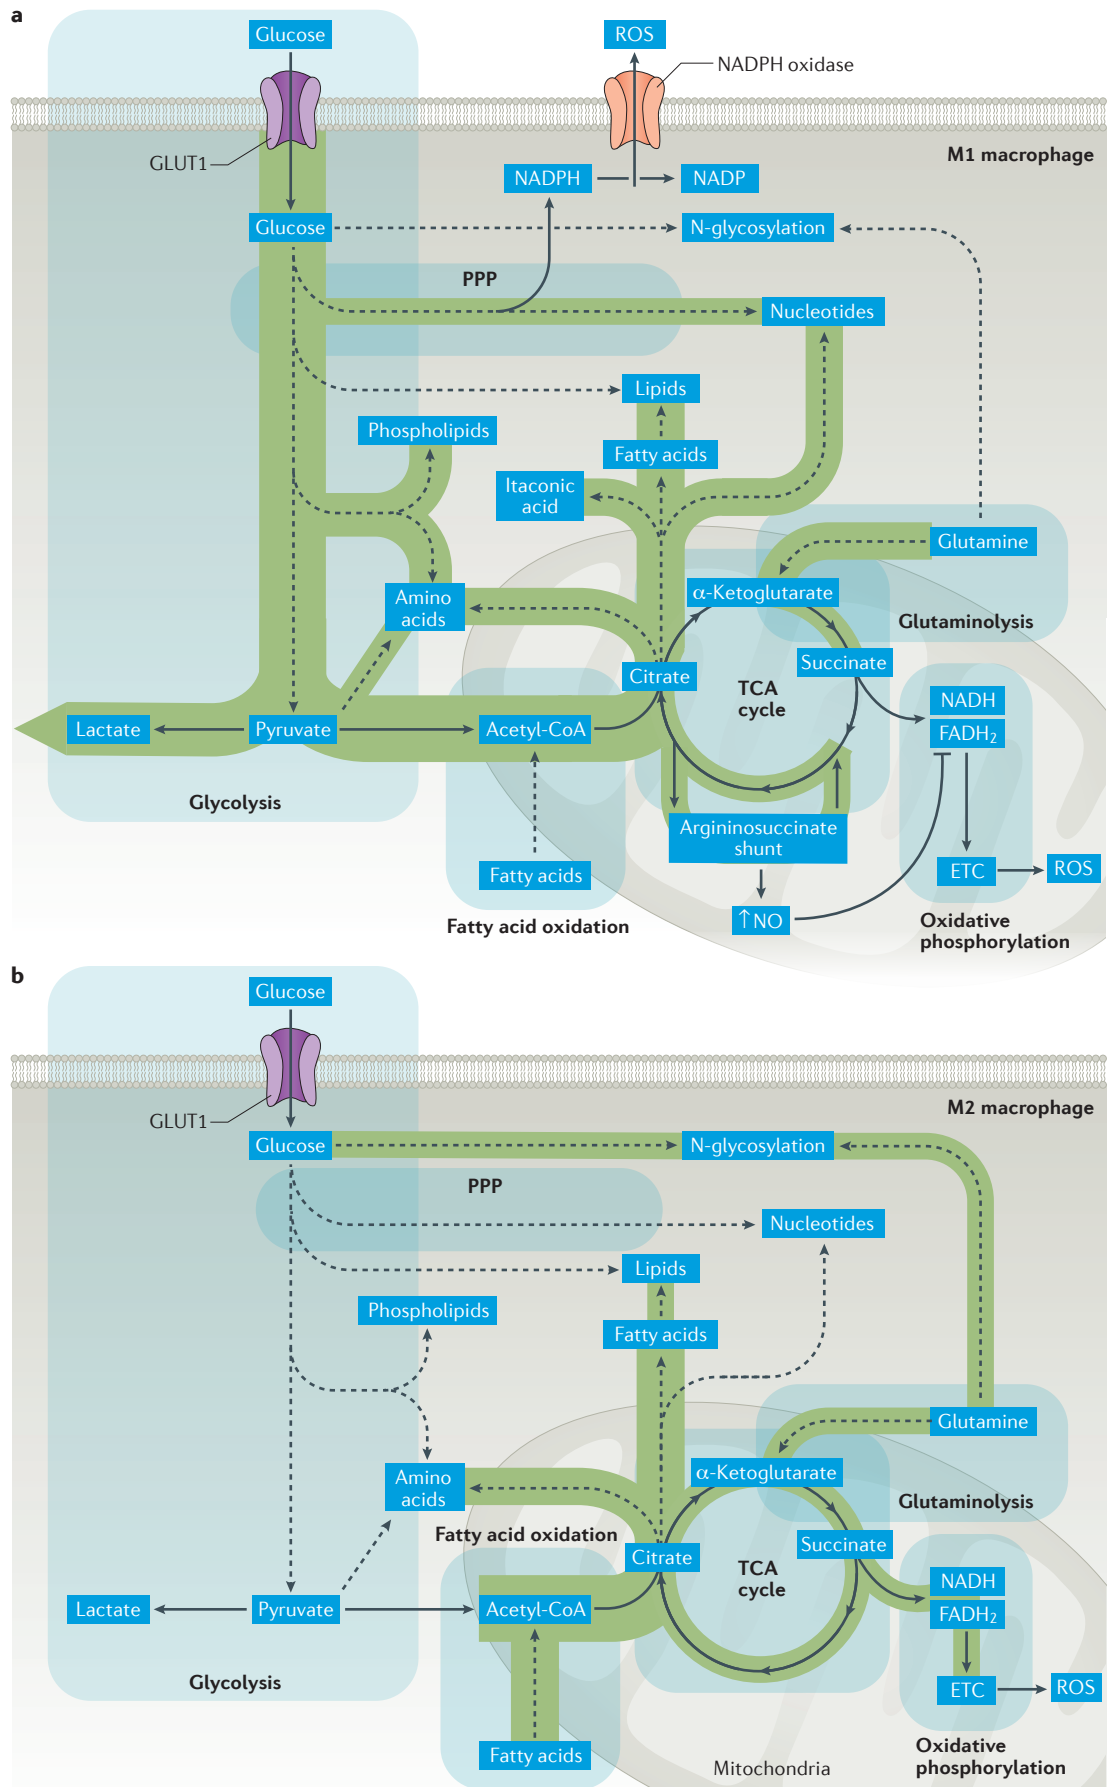 a
Glucose
ROS
NADPH oxidase
GLUT1
M1 macrophage
NADPH
NADP
Glucose
N-glycosylation
PPP
Nucleotides
Lipids
Phospholipids
Fatty acids
Itaconic
acid
Glutamine
α-Ketoglutarate
Amino
acids
Glutaminolysis
Succinate
Citrate
TCA
cycle
NADH
FADH₂
Lactate
Pyruvate
Acetyl-CoA
Glycolysis
Argininosuccinate
shunt
Fatty acids
ETC
ROS
↑NO
Fatty acid oxidation
Oxidative
phosphorylation
b
Glucose
GLUT1
M2 macrophage
Glucose
N-glycosylation
PPP
Nucleotides
Lipids
Phospholipids
Fatty acids
Glutamine
α-Ketoglutarate
Amino
acids
Glutaminolysis
Fatty acid oxidation
Succinate
Citrate
TCA
cycle
NADH
FADH₂
Lactate
Pyruvate
Acetyl-CoA
Glycolysis
ETC
ROS
Fatty acids
Mitochondria
Oxidative
phosphorylation